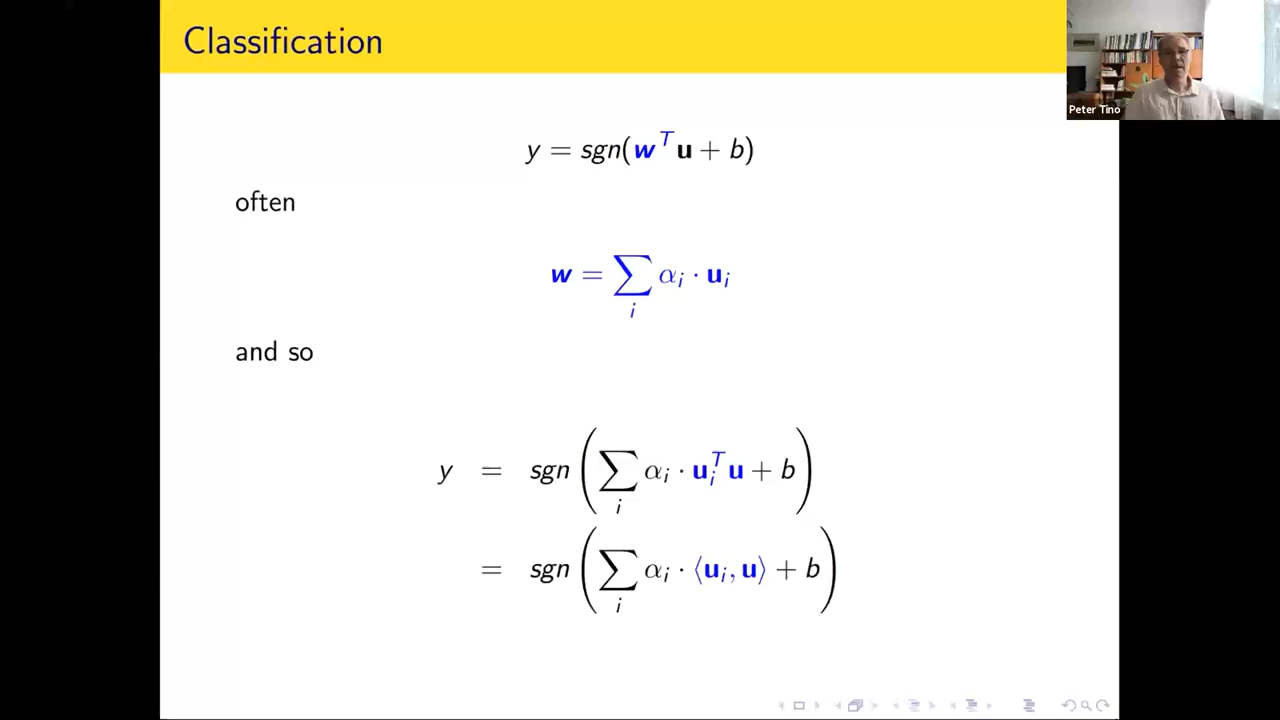 Classification
Peter Tino
y = sgn(w^T u + b)
often
w = ∑_i α_i · u_i
and so
y = sgn(∑_i α_i · u_i^T u + b)
= sgn(∑_i α_i · ⟨u_i, u⟩ + b)